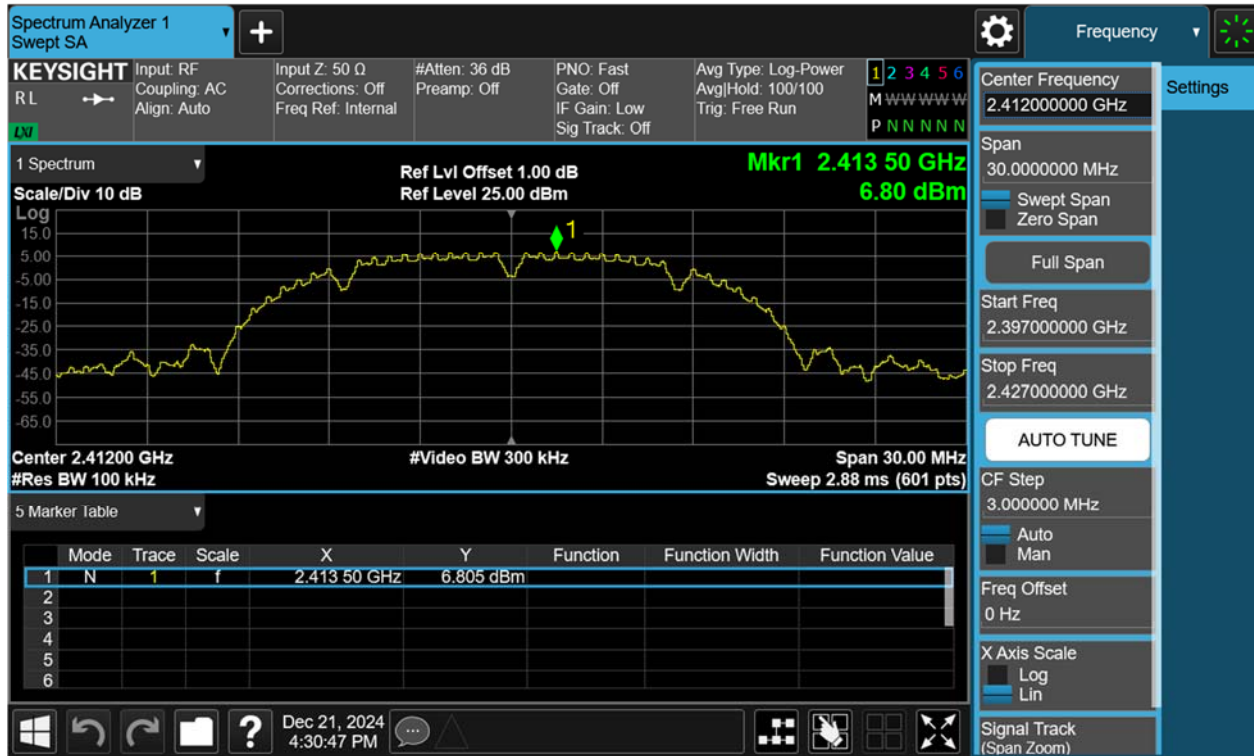 Spectrum Analyzer 1
Swept SA
+
Frequency
KEYSIGHT
RL
LXI
Input: RF
Coupling: AC
Align: Auto
Input Z: 50 Ω
Corrections: Off
Freq Ref: Internal
#Atten: 36 dB
Preamp: Off
PNO: Fast
Gate: Off
IF Gain: Low
Sig Track: Off
Avg Type: Log-Power
Avg|Hold: 100/100
Trig: Free Run
1 2 3 4 5 6
M W W W W W
P N N N N N
1 Spectrum
Scale/Div 10 dB
Ref Lvl Offset 1.00 dB
Ref Level 25.00 dBm
Mkr1 2.413 50 GHz
6.80 dBm
Log
15.0
5.00
-5.00
-15.0
-25.0
-35.0
-45.0
-55.0
-65.0
1
Center 2.41200 GHz
#Video BW 300 kHz
Span 30.00 MHz
#Res BW 100 kHz
Sweep 2.88 ms (601 pts)
5 Marker Table
Mode Trace Scale X Y Function Function Width Function Value
1 N 1 f 2.413 50 GHz 6.805 dBm
2
3
4
5
6
?
Dec 21, 2024
4:30:47 PM
Center Frequency
2.412000000 GHz
Settings
Span
30.0000000 MHz
Swept Span
Zero Span
Full Span
Start Freq
2.397000000 GHz
Stop Freq
2.427000000 GHz
AUTO TUNE
CF Step
3.000000 MHz
Auto
Man
Freq Offset
0 Hz
X Axis Scale
Log
Lin
Signal Track
(Span Zoom)